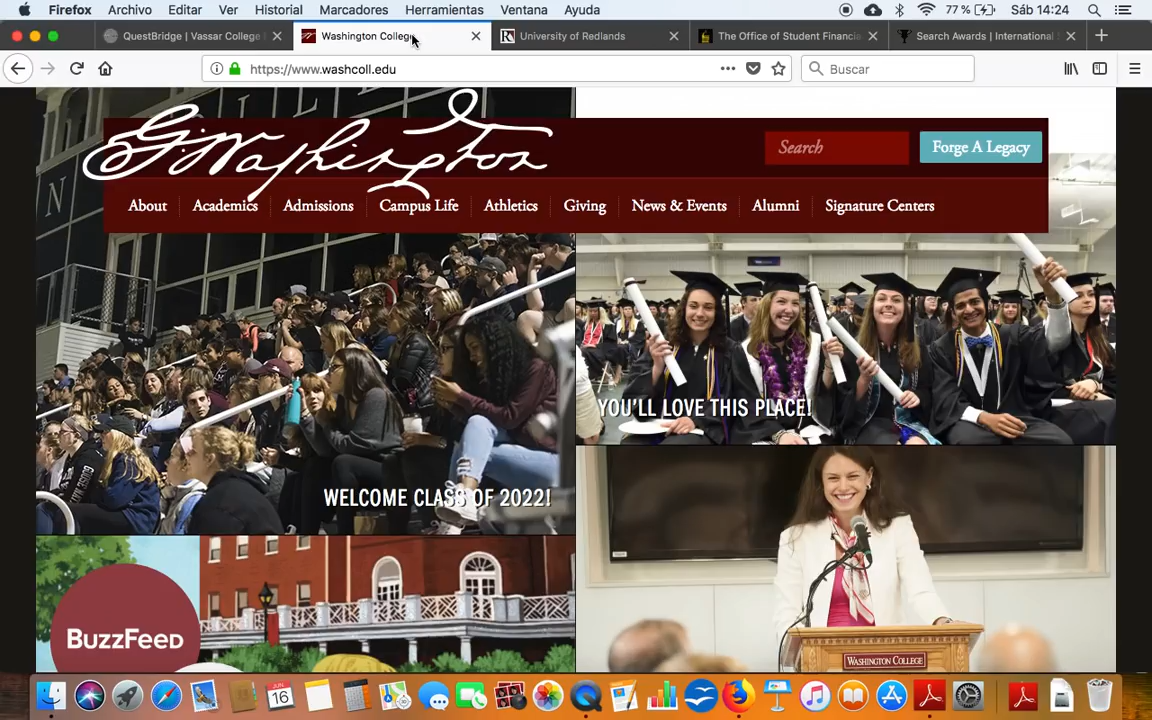 Firefox Archivo Editar Ver Historial Marcadores Herramientas Ventana Ayuda 77 % Sáb 14:24
QuestBridge | Vassar College Washington College University of Redlands The Office of Student Financia Search Awards | International
https://www.washcoll.edu Buscar
G. Washington
Search Forge A Legacy
About Academics Admissions Campus Life Athletics Giving News & Events Alumni Signature Centers
YOU'LL LOVE THIS PLACE!
WELCOME CLASS OF 2022!
BUZZFEED
WASHINGTON COLLEGE
JUN
16